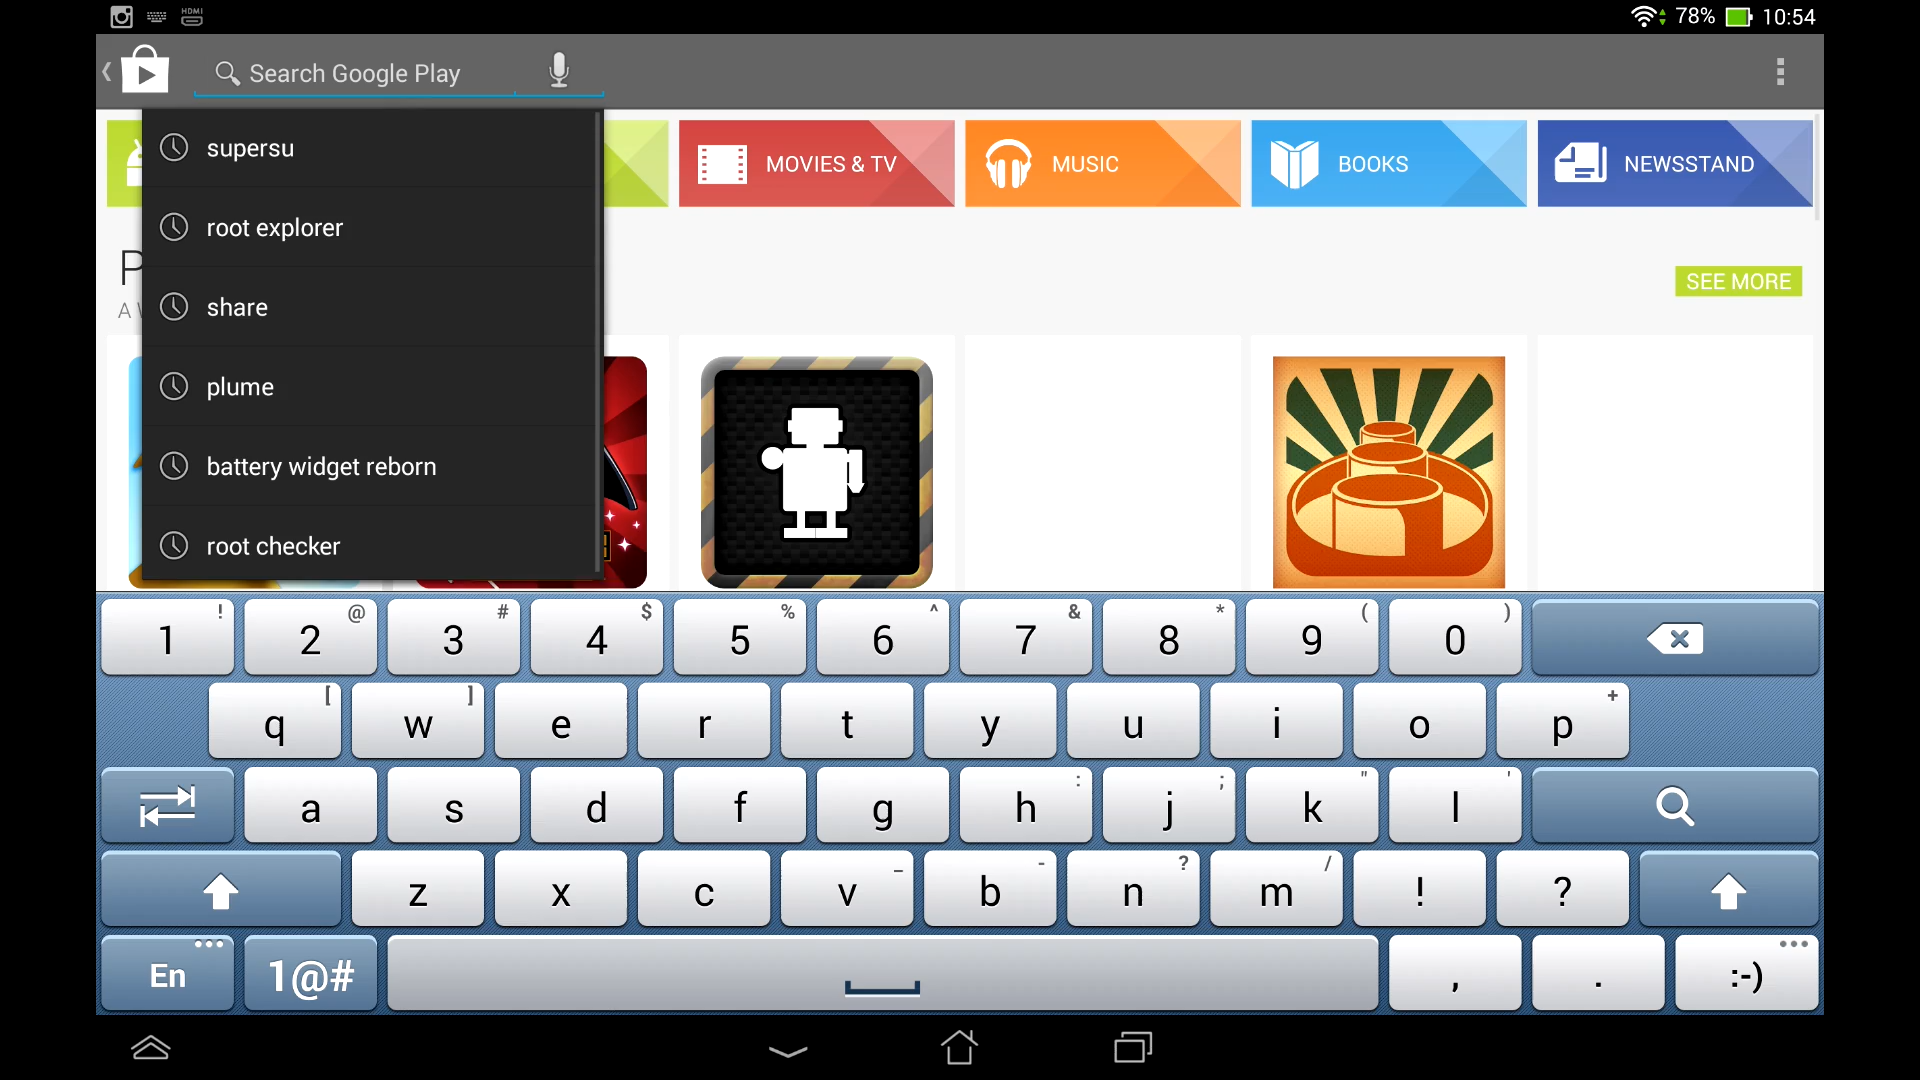 HDMI
78% 10:54
Search Google Play
supersu
root explorer
share
plume
battery widget reborn
root checker
MOVIES & TV
MUSIC
BOOKS
NEWSSTAND
P
A
SEE MORE
1 ! 2 @ 3 # 4 $ 5 % 6 ^ 7 & 8 * 9 ( 0 )
q [ w ] e r t y u i o p +
a s d f g h : j ; k " l '
z x c v _ b - n ? m / ! ?
En 1@# , . :-)